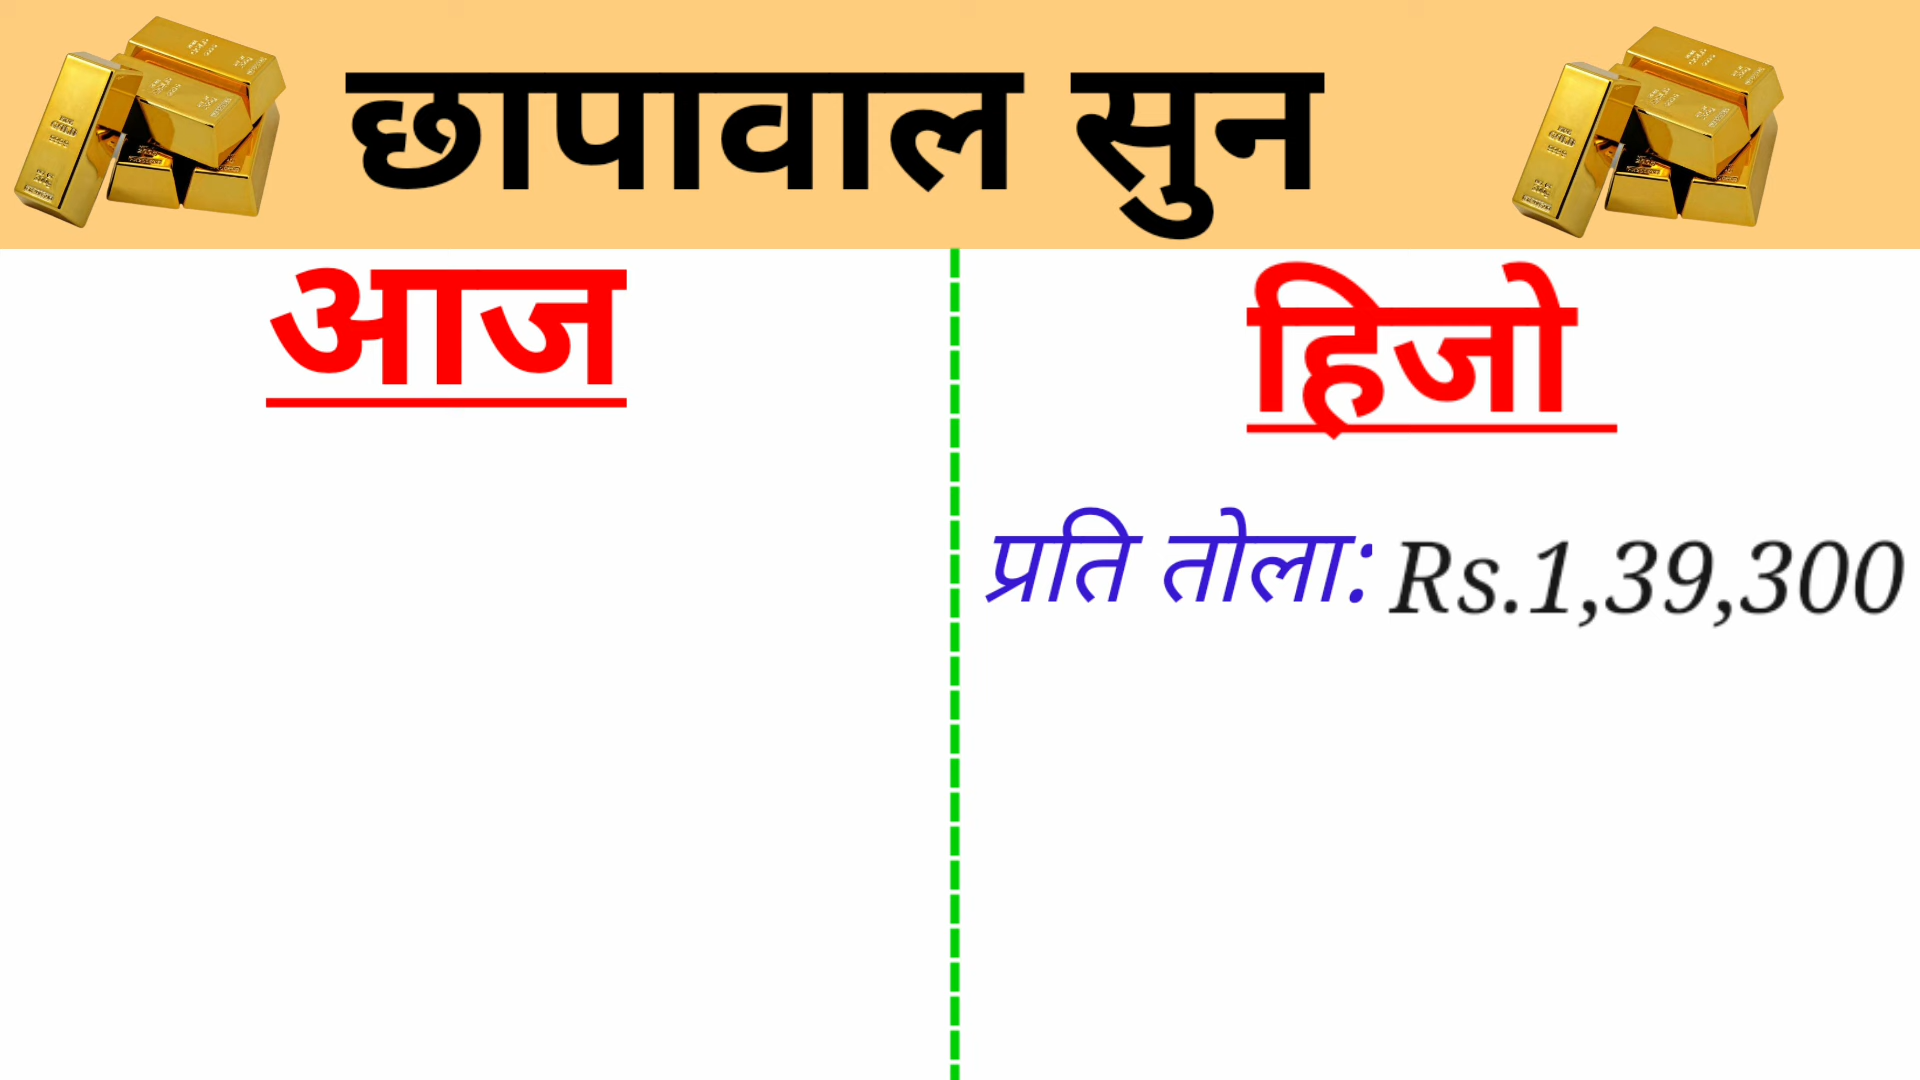 छापावाल सुन
आज
हिजो
प्रति तोला: Rs.1,39,300